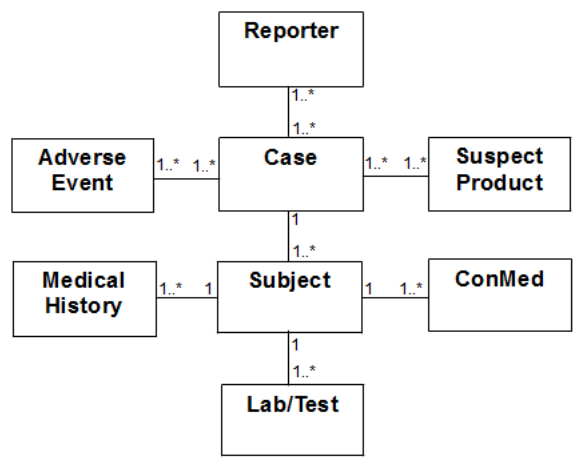 Reporter
1..*
1..*
Adverse
Event
1..* 1..*
Case
1..* 1..*
Suspect
Product
1
1..*
Medical
History
1..* 1
Subject
1 1..*
ConMed
1
1..*
Lab/Test